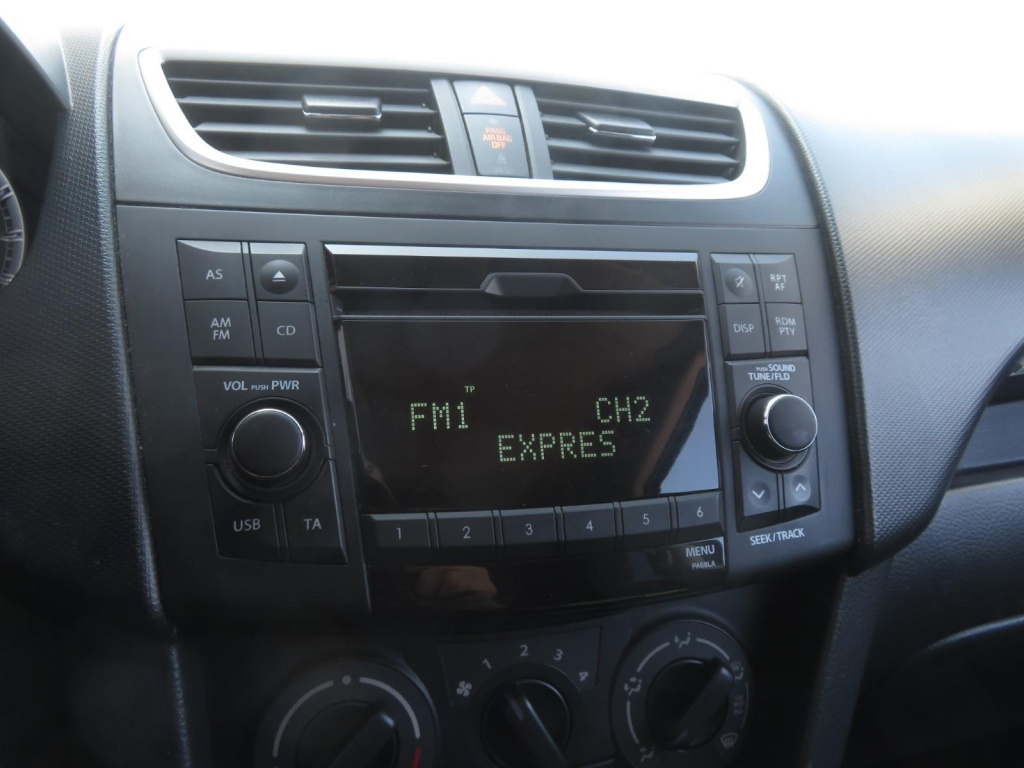 PASS
AIR BAG
OFF
AS
AM
FM
CD
RPT
AF
DISP
RDM
PTY
VOL PUSH PWR
PUSH SOUND
TUNE/FLD
TP
FM1 CH2
EXPRES
USB
TA
1 2 3 4 5 6
MENU
PA68LA
SEEK/TRACK
1 2 3 4